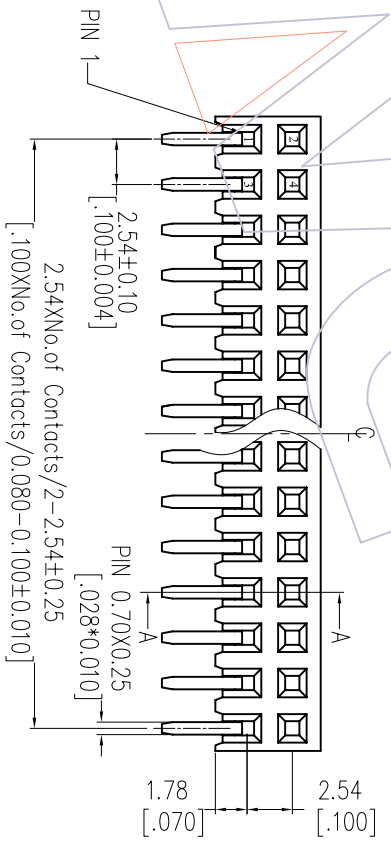 PIN 1
1
2
3
4
2.54±0.10
[.100±0.004]
2.54XNo.of Contacts/2-2.54±0.25
[.100XNo.of Contacts/0.080-0.100±0.010]
PIN 0.70X0.25
[.028*0.010]
C
A
A
1.78
[.070]
2.54
[.100]